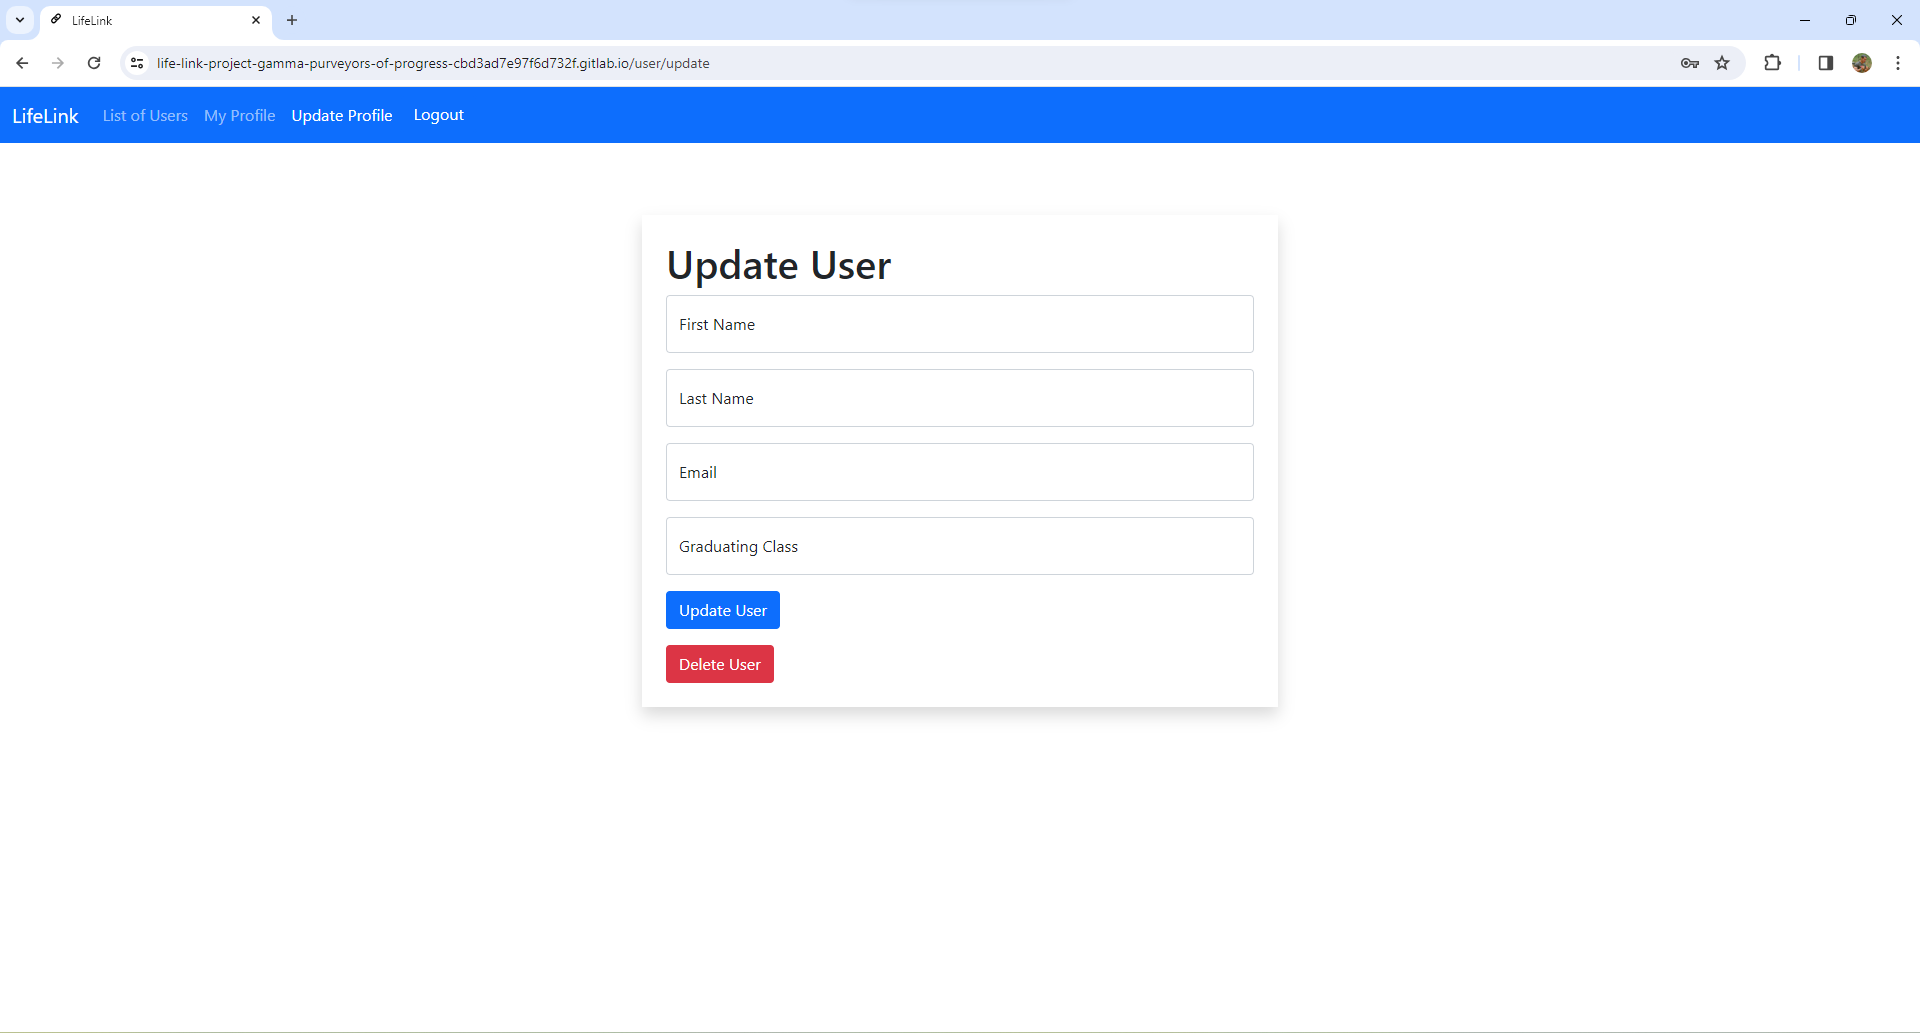 LifeLink
life-link-project-gamma-purveyors-of-progress-cbd3ad7e97f6d732f.gitlab.io/user/update
LifeLink List of Users My Profile Update Profile Logout
Update User
First Name
Last Name
Email
Graduating Class
Update User
Delete User